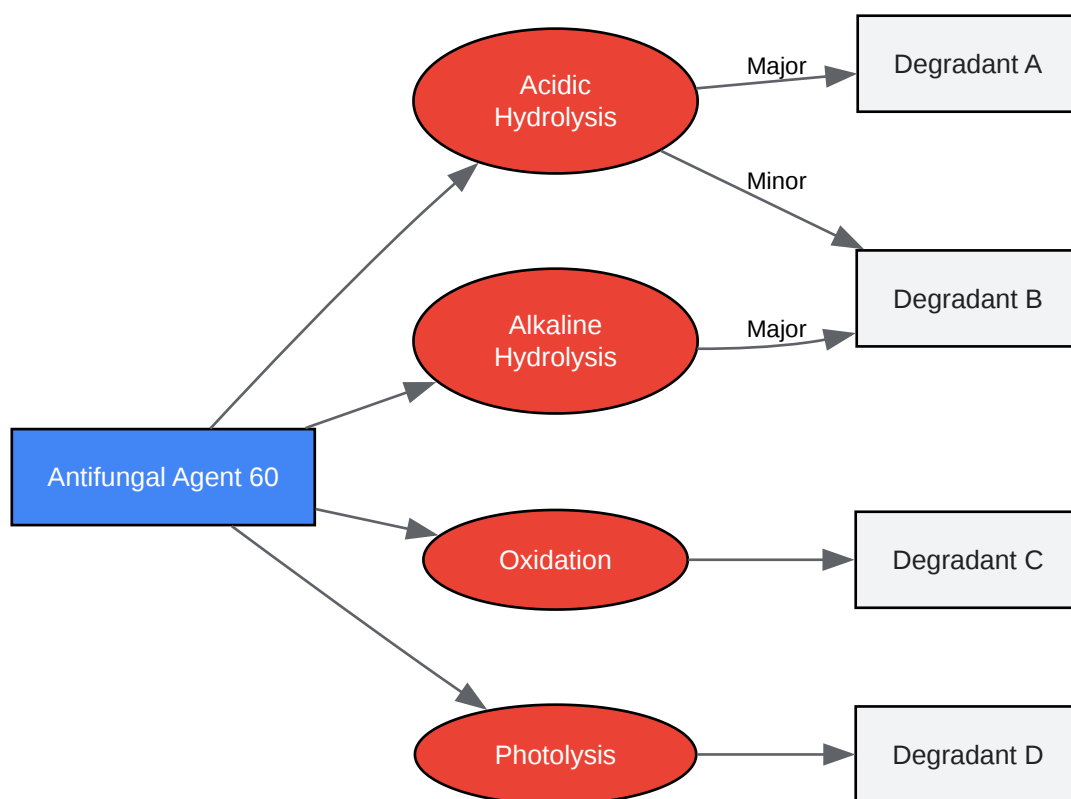 Acidic
Hydrolysis
Major
Degradant A
Minor
Degradant B
Alkaline
Hydrolysis
Major
Antifungal Agent 60
Oxidation
Degradant C
Photolysis
Degradant D